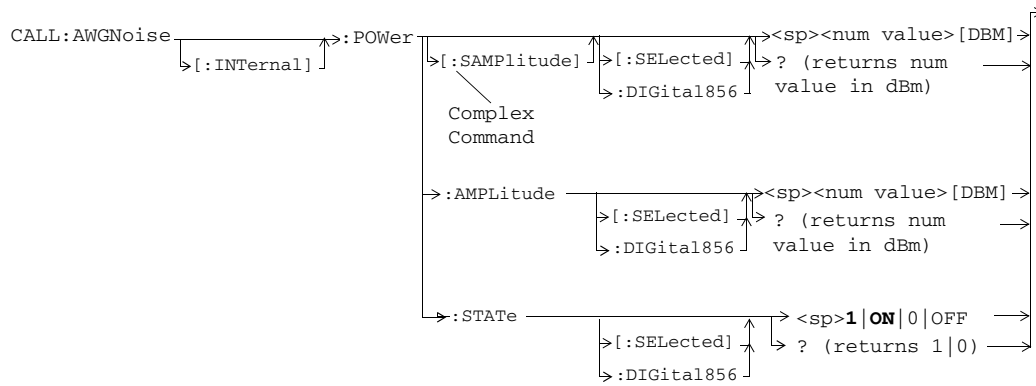 CALL:AWGNoise
[:INTernal]
:POWer
[:SAMPlitude]
Complex
Command
[:SELected]
:DIGital856
<sp><num value>[DBM]
? (returns num
value in dBm)
:AMPLitude
[:SELected]
:DIGital856
<sp><num value>[DBM]
? (returns num
value in dBm)
:STATe
[:SELected]
:DIGital856
<sp>1|ON|0|OFF
? (returns 1|0)